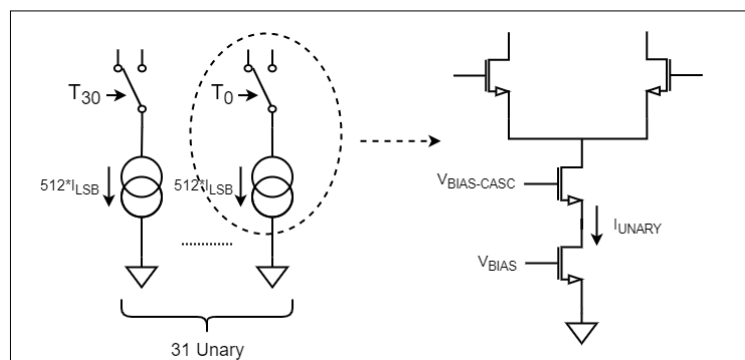 T30
T0
512*ILSB
512*ILSB
VBIAS-CASC
IUNARY
VBIAS
31 Unary